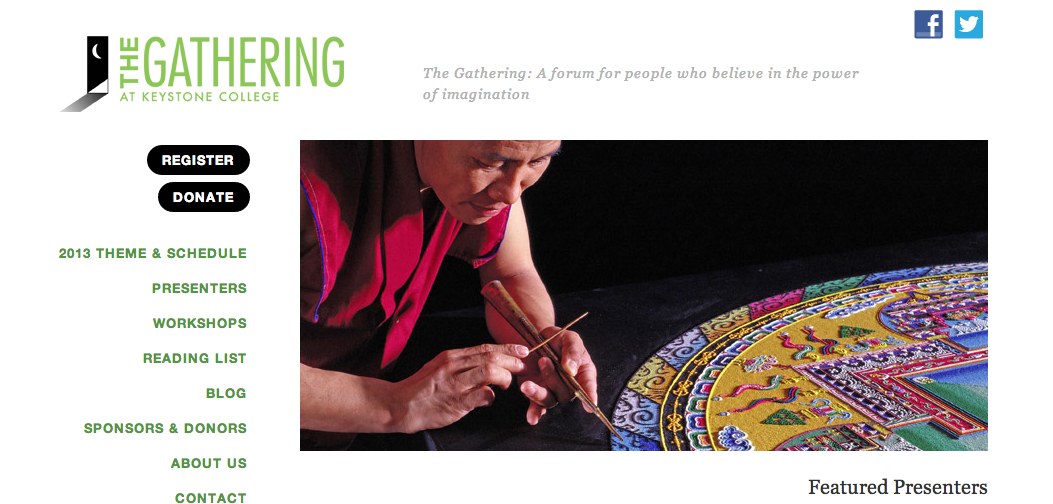 THE GATHERING
AT KEYSTONE COLLEGE
The Gathering: A forum for people who believe in the power
of imagination
REGISTER
DONATE
2013 THEME & SCHEDULE
PRESENTERS
WORKSHOPS
READING LIST
BLOG
SPONSORS & DONORS
ABOUT US
CONTACT
Featured Presenters